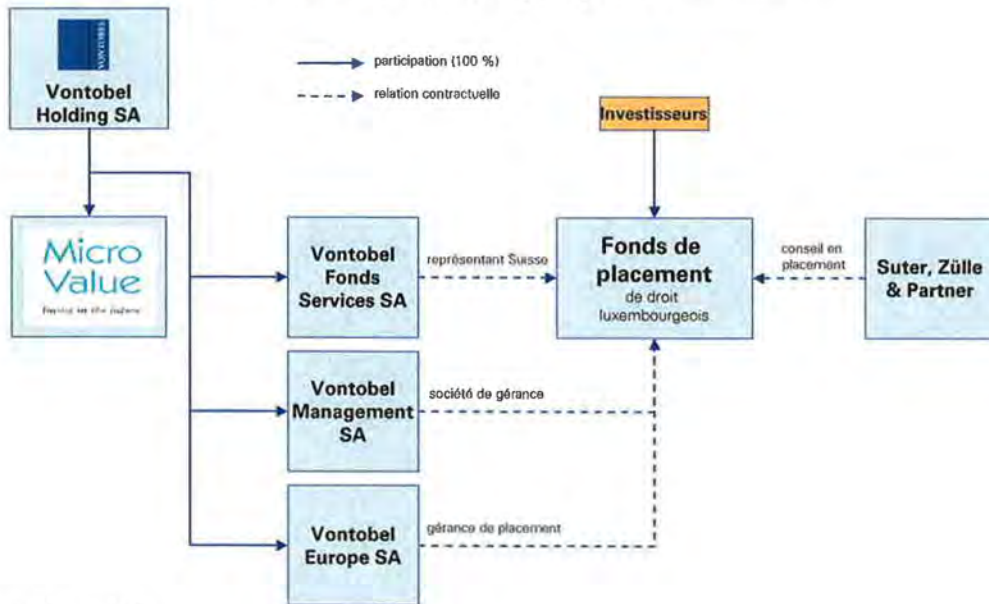 VONTOBEL
Vontobel
Holding SA
participation (100 %)
relation contractuelle
Investisseurs
Micro
Value
Vontobel
Fonds
Services SA
représentant Suisse
Fonds de
placement
de droit
luxembourgeois
conseil en
placement
Suter, Zülle
& Partner
Vontobel
Management
SA
société de gérance
Vontobel
Europe SA
gérance de placement